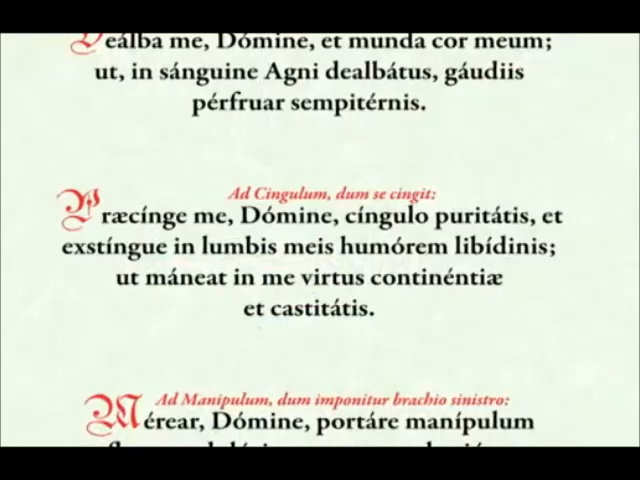 Deálba me, Dómine, et munda cor meum;
ut, in sánguine Agni dealbátus, gáudiis
pérfruar sempitérnis.
Ad Cingulum, dum se cingit:
Præcínge me, Dómine, cíngulo puritátis, et
exstíngue in lumbis meis humórem libídinis;
ut máneat in me virtus continéntiæ
et castitátis.
Ad Manipulum, dum imponitur brachio sinistro:
Mérear, Dómine, portáre manípulum